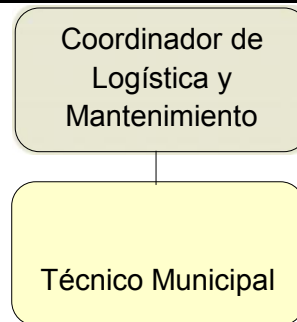 Coordinador de
Logística y
Mantenimiento
Técnico Municipal